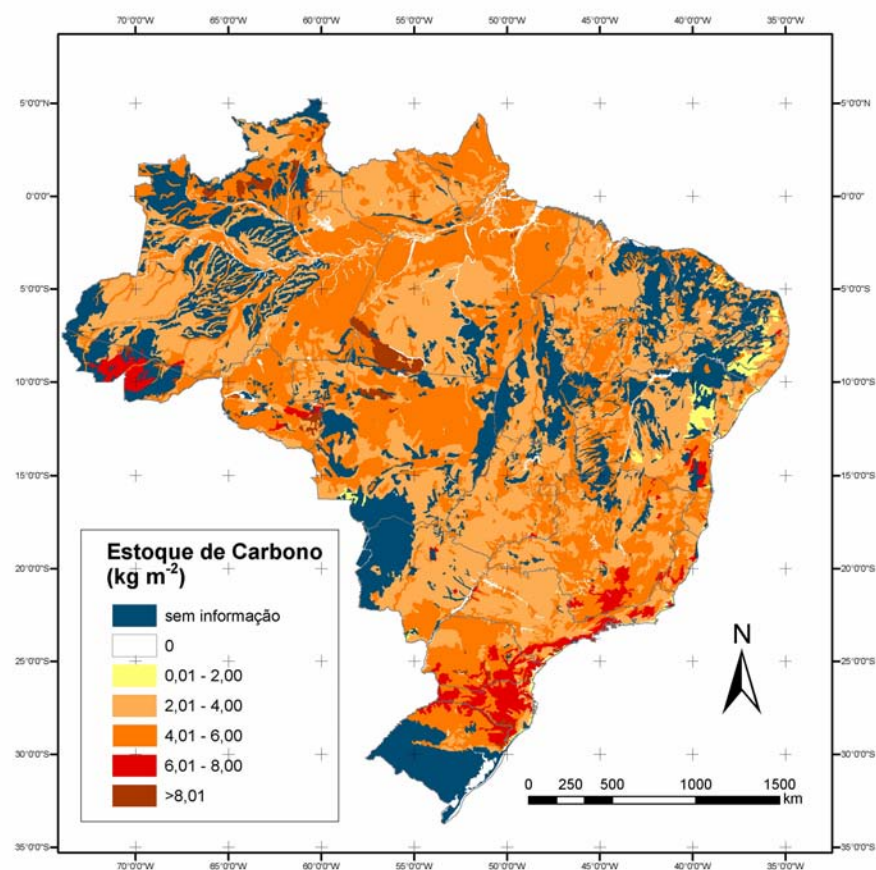 70°0'0"W 65°0'0"W 60°0'0"W 55°0'0"W 50°0'0"W 45°0'0"W 40°0'0"W 35°0'0"W
5°0'0"N 5°0'0"N
0°0'0" 0°0'0"
5°0'0"S 5°0'0"S
10°0'0"S 10°0'0"S
15°0'0"S 15°0'0"S
20°0'0"S 20°0'0"S
25°0'0"S 25°0'0"S
30°0'0"S 30°0'0"S
35°0'0"S 35°0'0"S
Estoque de Carbono
(kg m-2)
sem informação
0
0,01 - 2,00
2,01 - 4,00
4,01 - 6,00
6,01 - 8,00
>8,01
N
0 250 500 1000 1500
km
70°0'0"W 65°0'0"W 60°0'0"W 55°0'0"W 50°0'0"W 45°0'0"W 40°0'0"W 35°0'0"W